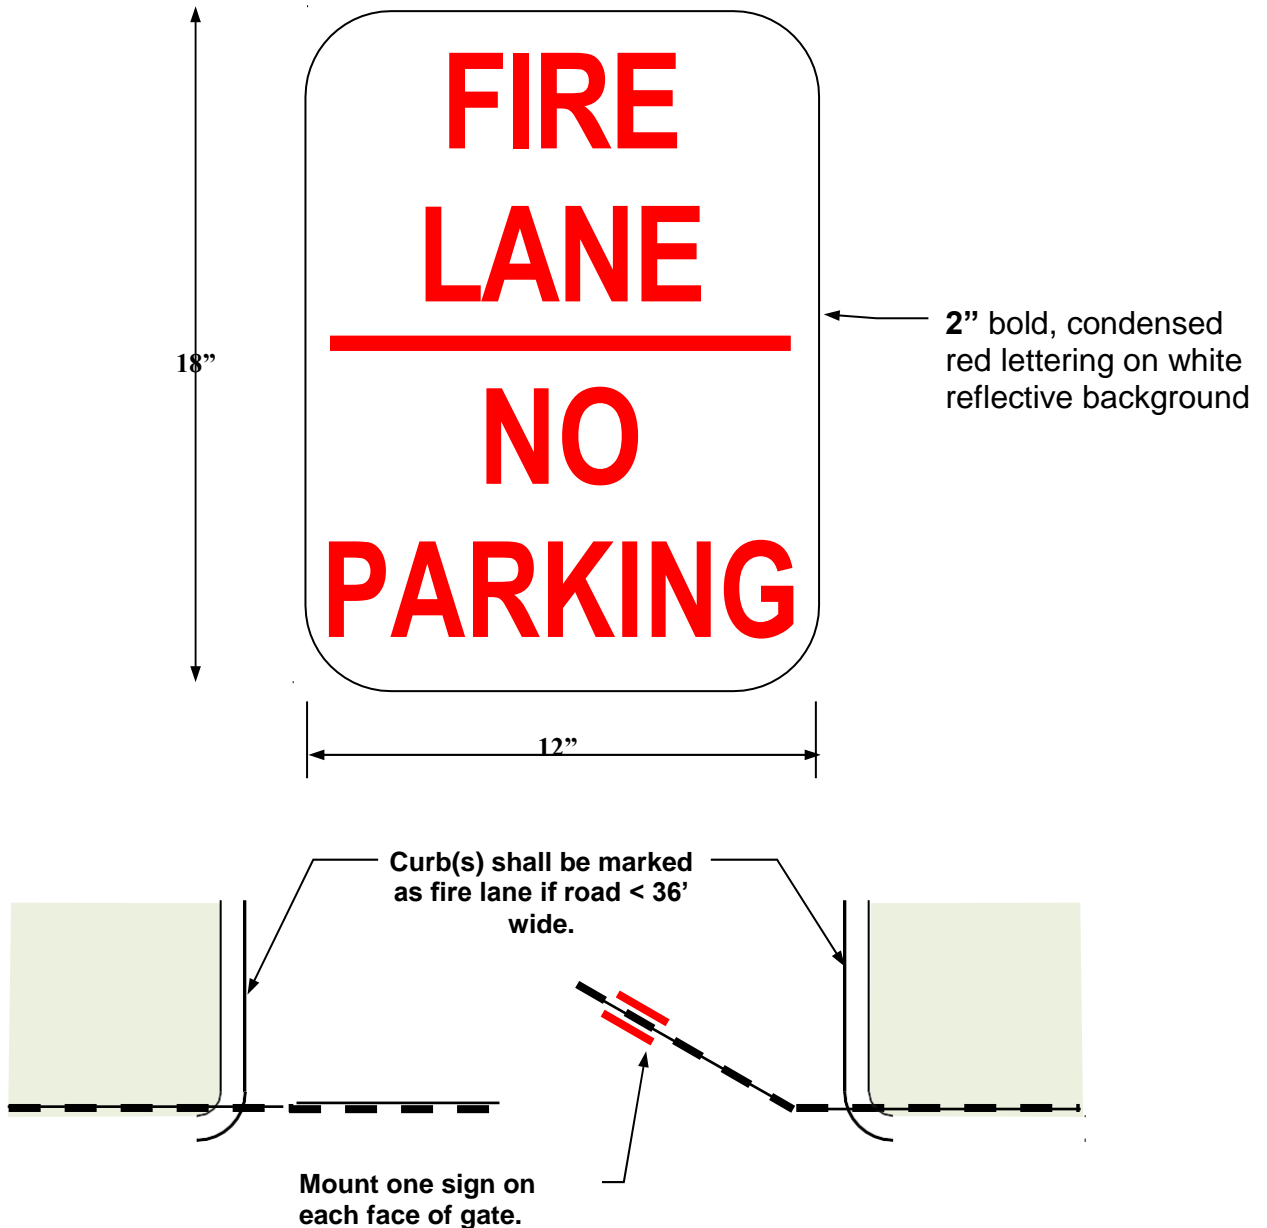 FIRE
LANE
NO
PARKING
18”
2” bold, condensed
red lettering on white
reflective background
12”
Curb(s) shall be marked
as fire lane if road < 36’
wide.
Mount one sign on
each face of gate.